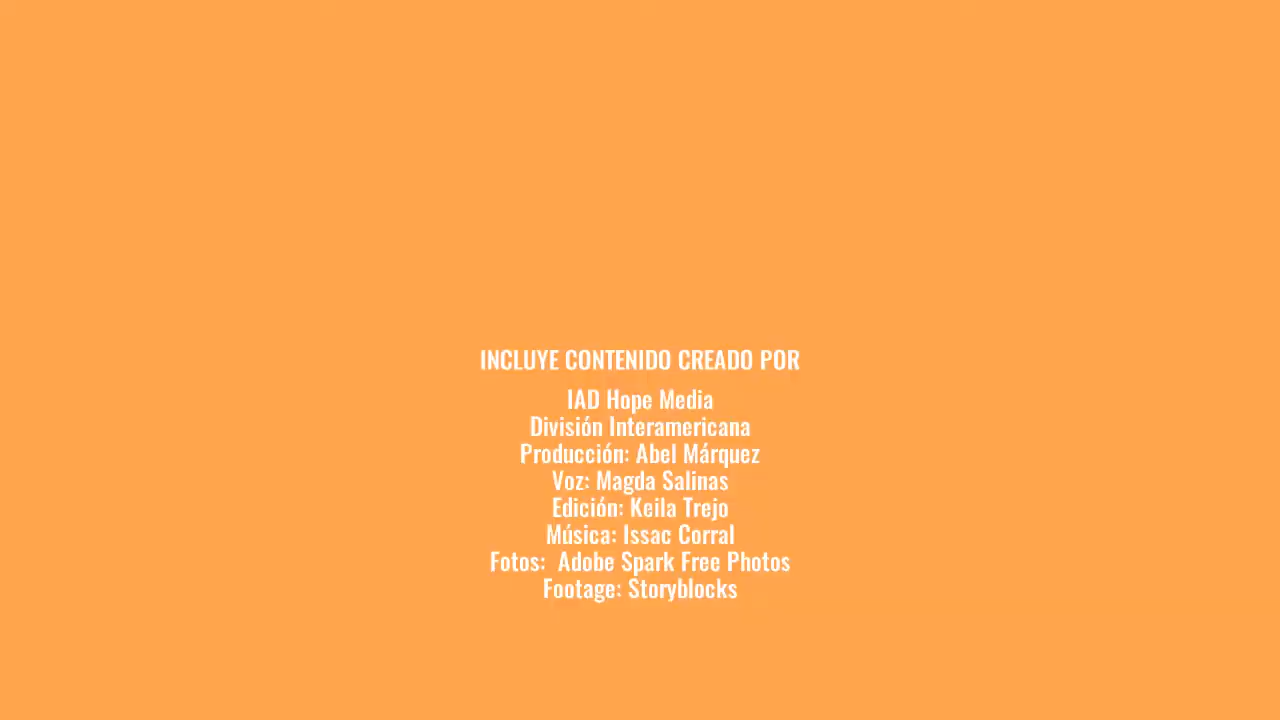 INCLUYE CONTENIDO CREADO POR
IAD Hope Media
División Interamericana
Producción: Abel Márquez
Voz: Magda Salinas
Edición: Keila Trejo
Música: Issac Corral
Fotos:  Adobe Spark Free Photos
Footage: Storyblocks